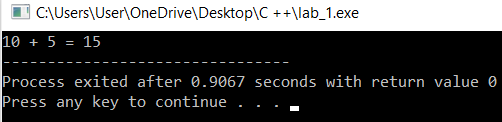 C:\Users\User\OneDrive\Desktop\C ++\lab_1.exe
10 + 5 = 15
--------------------------------
Process exited after 0.9067 seconds with return value 0
Press any key to continue . . .